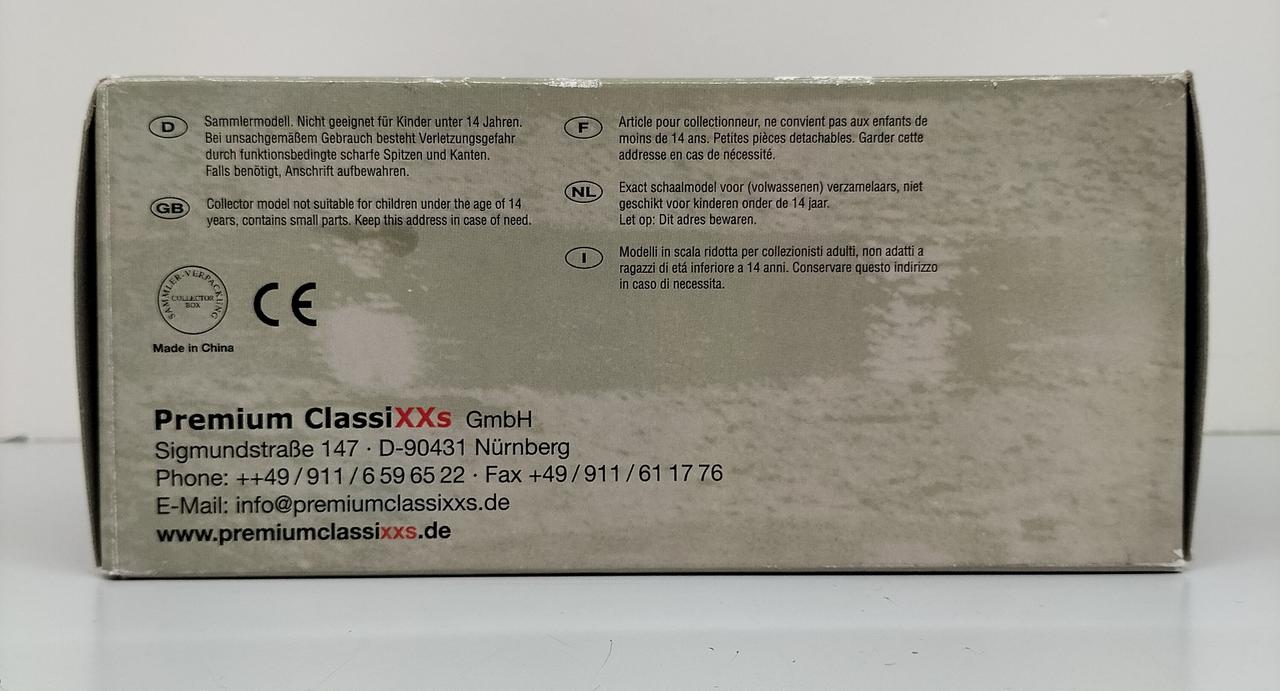 D
Sammlermodell. Nicht geeignet für Kinder unter 14 Jahren.
Bei unsachgemäßem Gebrauch besteht Verletzungsgefahr
durch funktionsbedingte scharfe Spitzen und Kanten.
Falls benötigt, Anschrift aufbewahren.
GB
Collector model not suitable for children under the age of 14
years, contains small parts. Keep this address in case of need.
SAMMLER-VERPACKUNG
COLLECTOR
BOX
CE
Made in China
F
Article pour collectionneur, ne convient pas aux enfants de
moins de 14 ans. Petites pièces detachables. Garder cette
addresse en cas de nécessité.
NL
Exact schaalmodel voor (volwassenen) verzamelaars, niet
geschikt voor kinderen onder de 14 jaar.
Let op: Dit adres bewaren.
I
Modelli in scala ridotta per collezionisti adulti, non adatti a
ragazzi di etá inferiore a 14 anni. Conservare questo indirizzo
in caso di necessita.
Premium ClassiXXs GmbH
Sigmundstraße 147 · D-90431 Nürnberg
Phone: ++49/911/6 59 65 22 · Fax +49/911/61 17 76
E-Mail: info@premiumclassixxs.de
www.premiumclassixxs.de